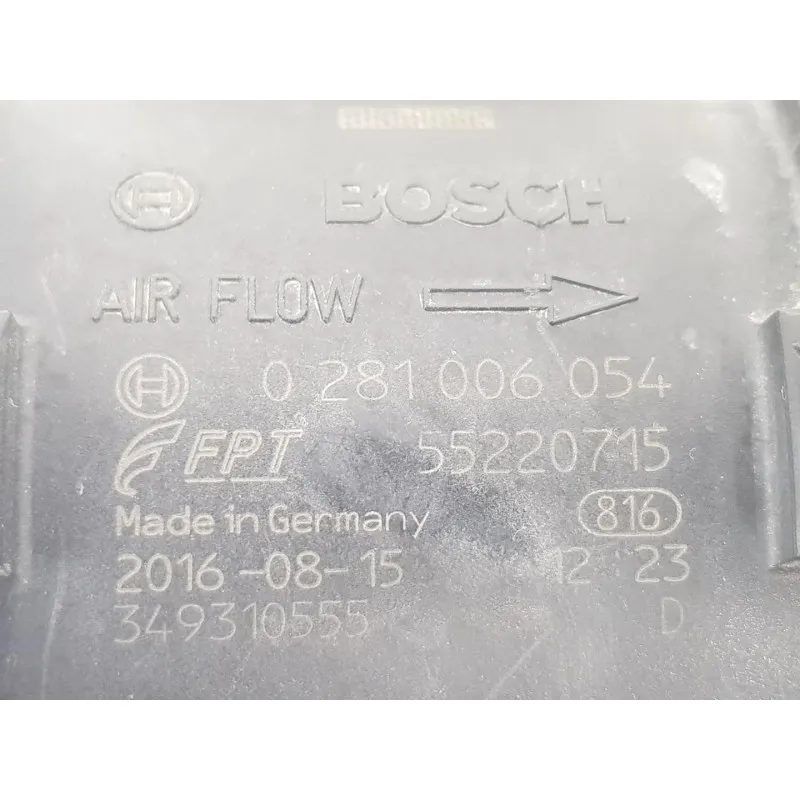 BOSCH
AIR FLOW
0 281 006 054
FPT 55220715
Made in Germany 816
2016-08-15 12 23
349310555 D